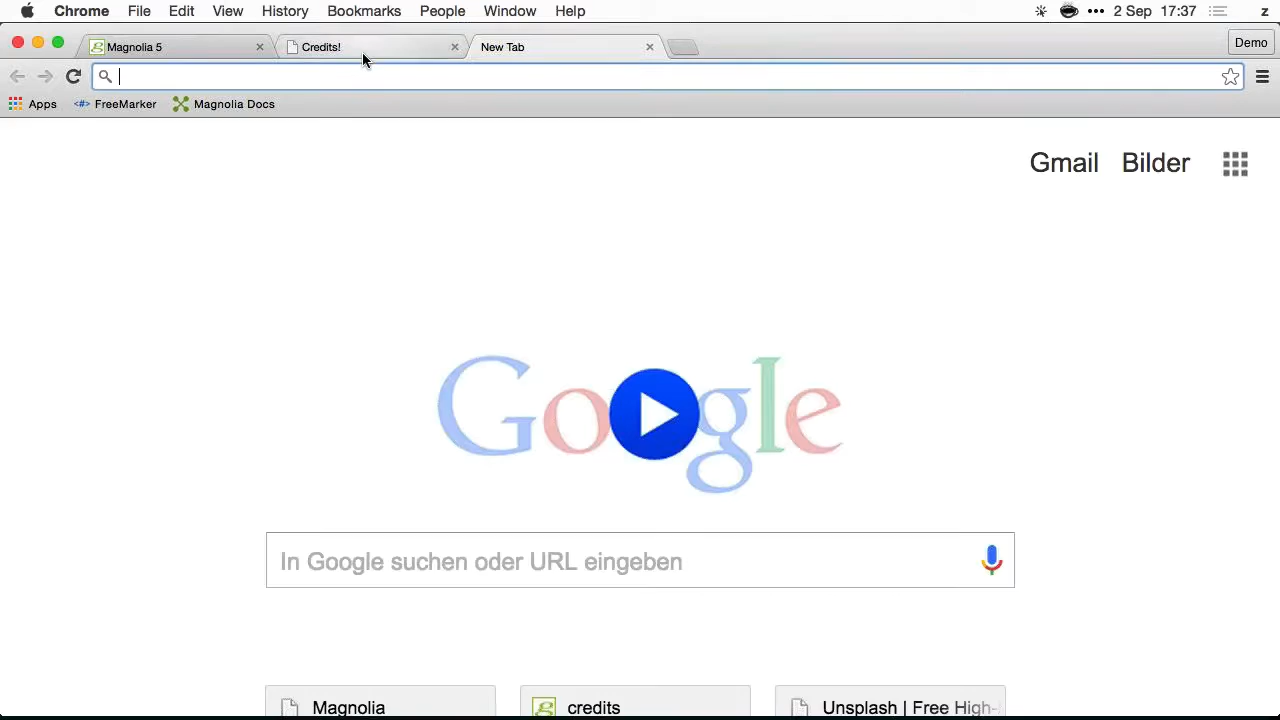 Chrome File Edit View History Bookmarks People Window Help 2 Sep 17:37 z
Magnolia 5 Credits! New Tab Demo
Apps <#> FreeMarker Magnolia Docs
Gmail Bilder
Google
In Google suchen oder URL eingeben
Magnolia credits Unsplash | Free High-